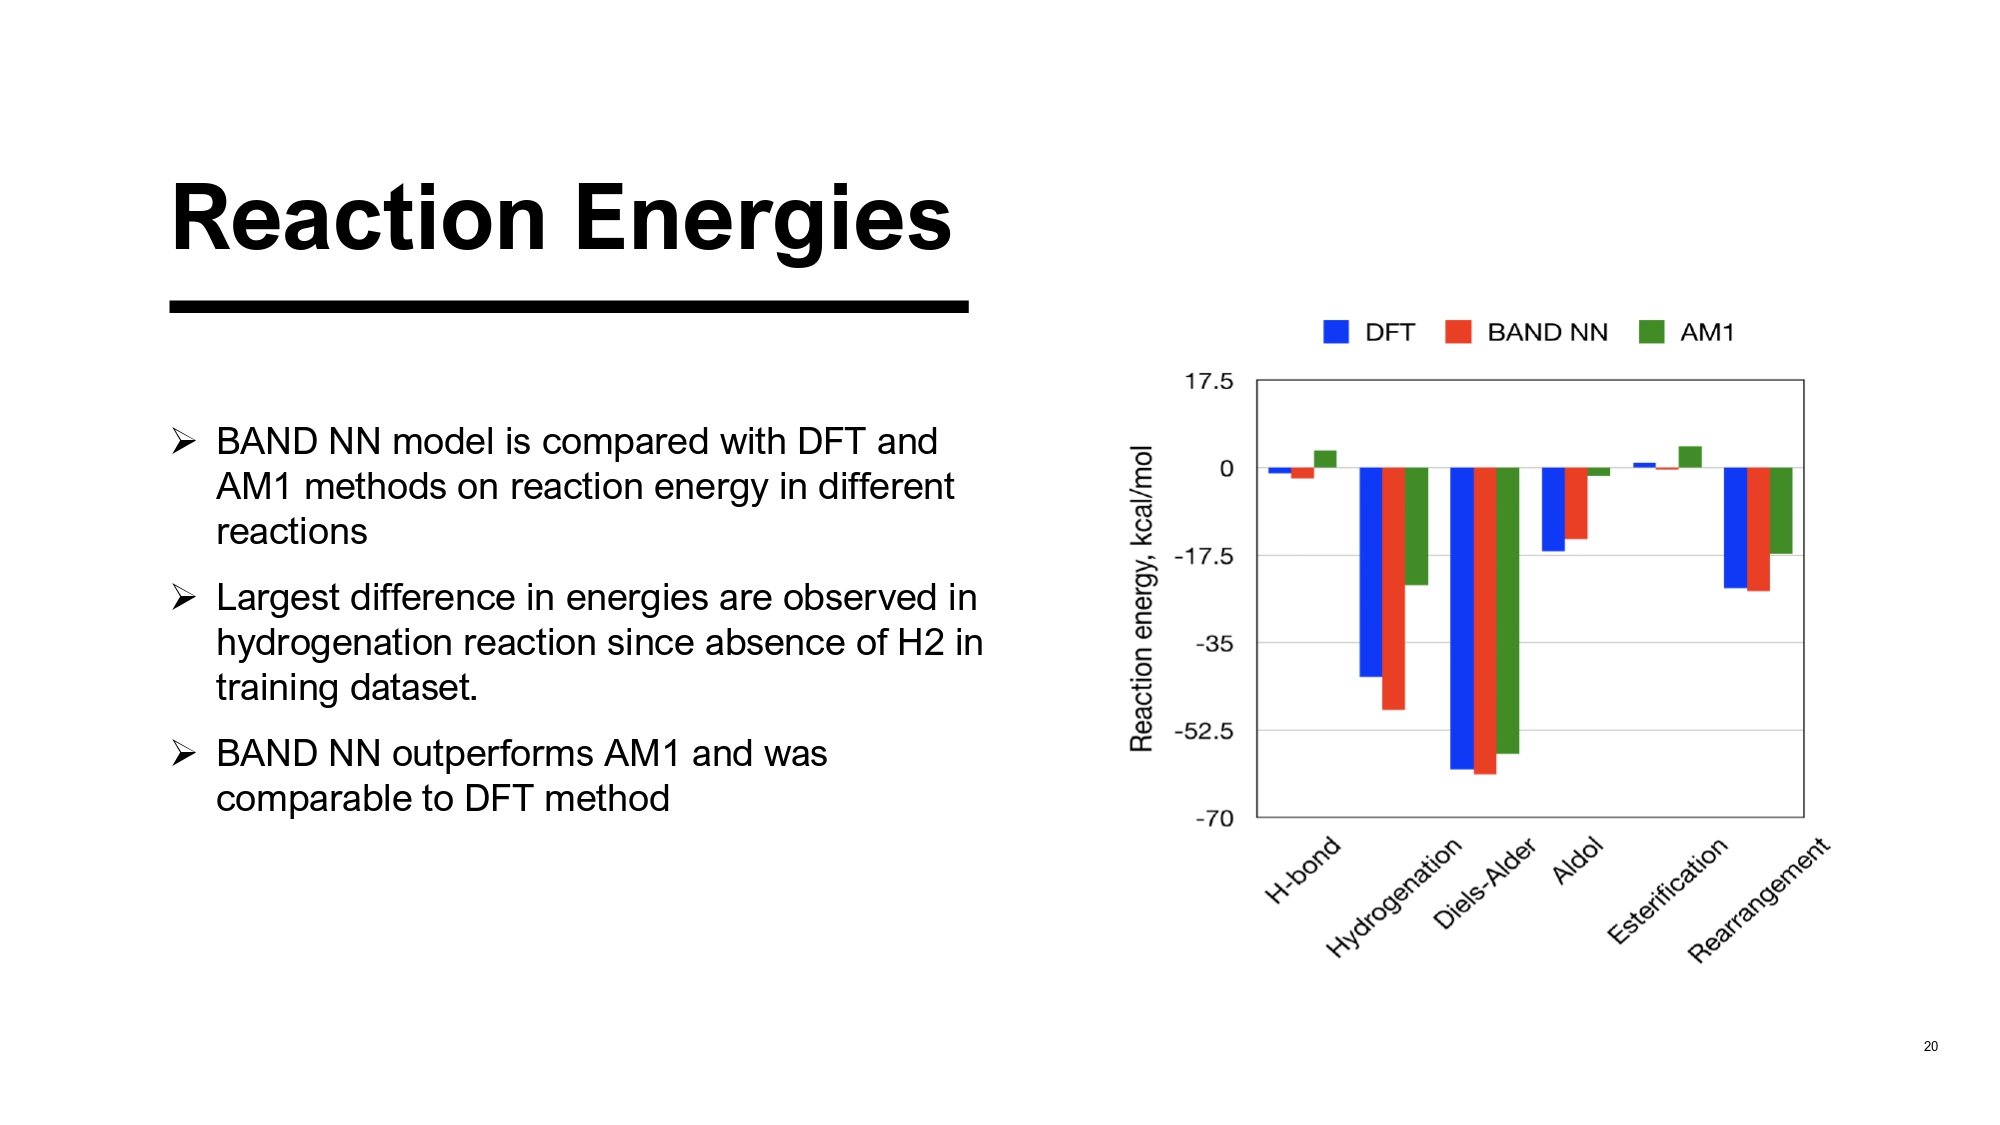 Reaction Energies
➢ BAND NN model is compared with DFT and
AM1 methods on reaction energy in different
reactions
➢ Largest difference in energies are observed in
hydrogenation reaction since absence of H2 in
training dataset.
➢ BAND NN outperforms AM1 and was
comparable to DFT method
DFT BAND NN AM1
Reaction energy, kcal/mol
17.5
0
-17.5
-35
-52.5
-70
H-bond
Hydrogenation
Diels-Alder
Aldol
Esterification
Rearrangement
20